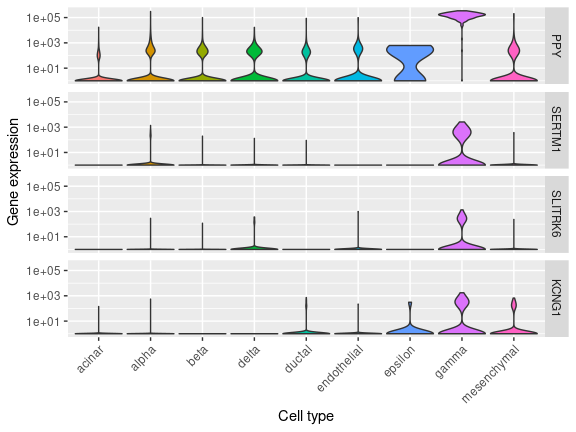 1e+05
1e+03
1e+01
PPY
1e+05
1e+03
1e+01
SERTM1
1e+05
1e+03
1e+01
SLITRK6
1e+05
1e+03
1e+01
KCNG1
Gene expression
acinar
alpha
beta
delta
ductal
endothelial
epsilon
gamma
mesenchymal
Cell type